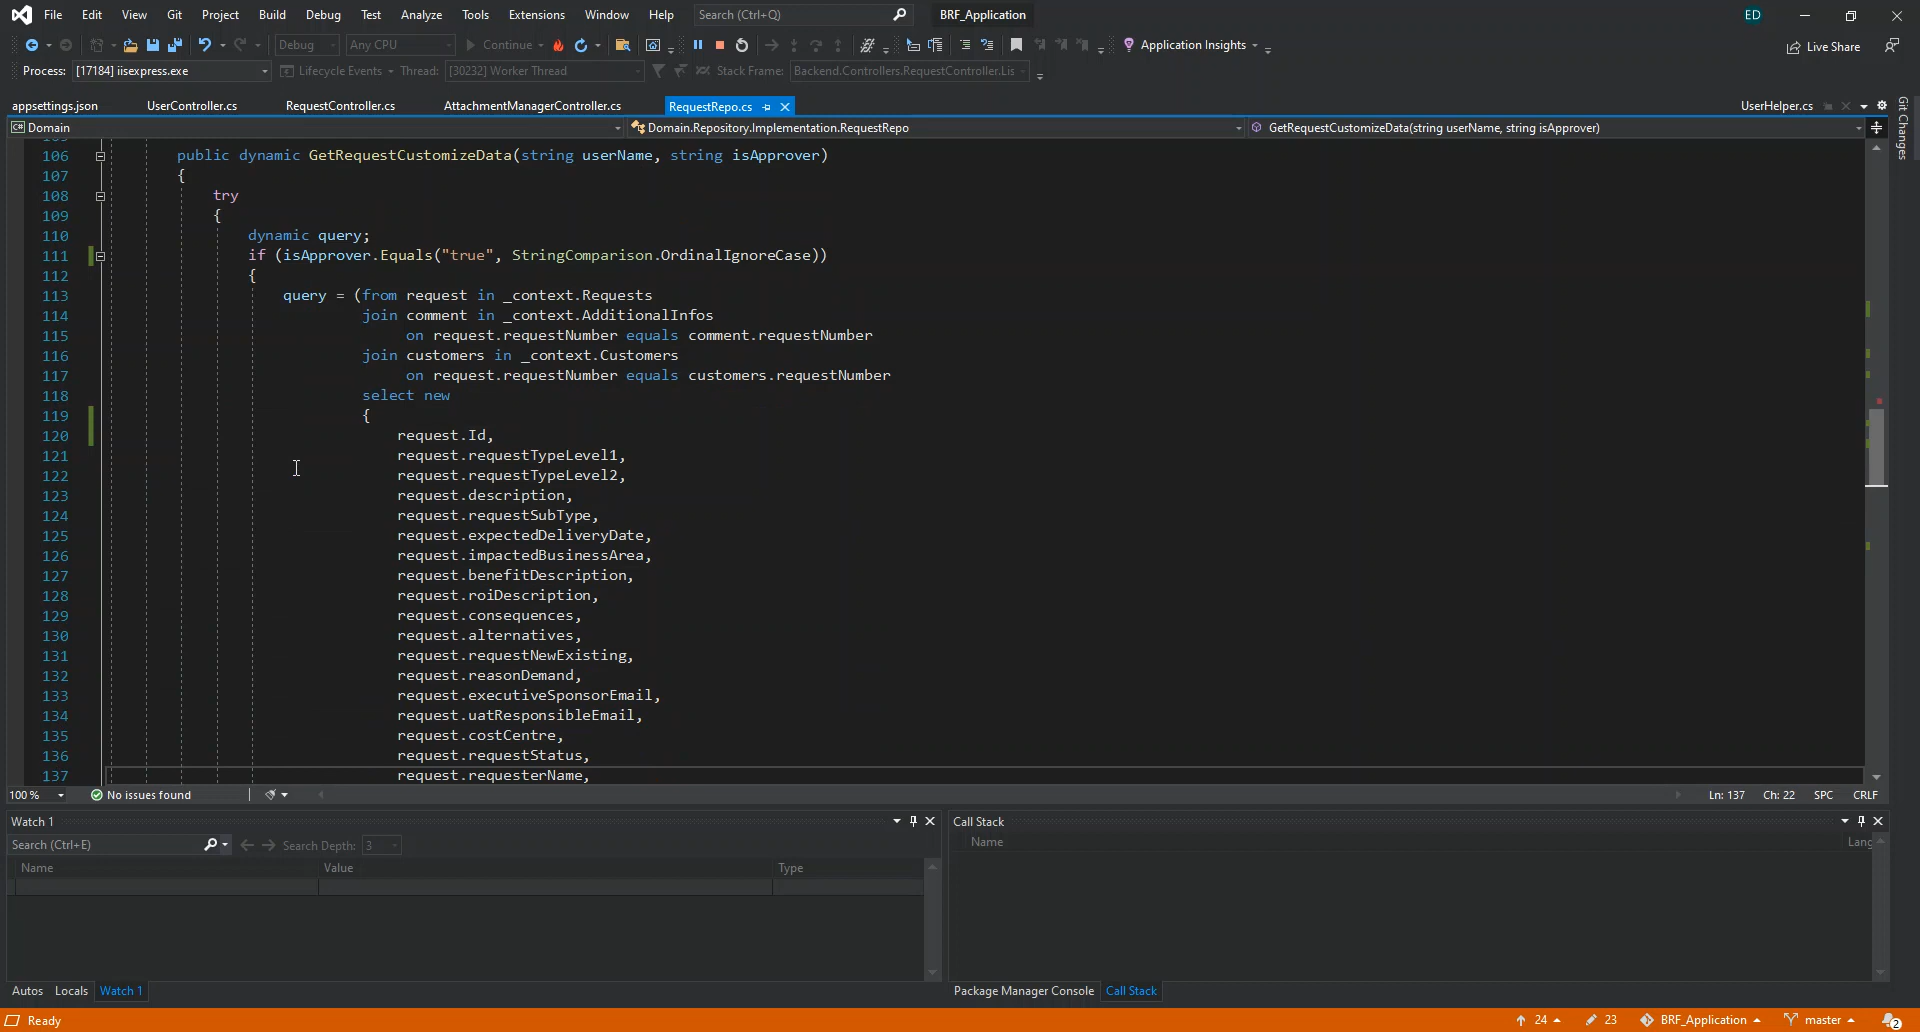 File Edit View Git Project Build Debug Test Analyze Tools Extensions Window Help Search (Ctrl+Q) BRF_Application ED
Debug Any CPU Continue Application Insights Live Share
Process: [17184] iisexpress.exe Lifecycle Events Thread: [30232] Worker Thread Stack Frame: Backend.Controllers.RequestController.Lis
appsettings.json UserController.cs RequestController.cs AttachmentManagerController.cs RequestRepo.cs UserHelper.cs
Git Changes
C# Domain Domain.Repository.Implementation.RequestRepo GetRequestCustomizeData(string userName, string isApprover)
106 public dynamic GetRequestCustomizeData(string userName, string isApprover)
107 {
108 try
109 {
110 dynamic query;
111 if (isApprover.Equals("true", StringComparison.OrdinalIgnoreCase))
112 {
113 query = (from request in _context.Requests
114 join comment in _context.AdditionalInfos
115 on request.requestNumber equals comment.requestNumber
116 join customers in _context.Customers
117 on request.requestNumber equals customers.requestNumber
118 select new
119 {
120 request.Id,
121 request.requestTypeLevel1,
122 request.requestTypeLevel2,
123 request.description,
124 request.requestSubType,
125 request.expectedDeliveryDate,
126 request.impactedBusinessArea,
127 request.benefitDescription,
128 request.roiDescription,
129 request.consequences,
130 request.alternatives,
131 request.requestNewExisting,
132 request.reasonDemand,
133 request.executiveSponsorEmail,
134 request.uatResponsibleEmail,
135 request.costCentre,
136 request.requestStatus,
137 request.requesterName,
100 % No issues found Ln: 137 Ch: 22 SPC CRLF
Watch 1 Call Stack
Search (Ctrl+E) Search Depth: 3 Name Lang
Name Value Type
Autos Locals Watch 1 Package Manager Console Call Stack
Ready 24 23 BRF_Application master 2